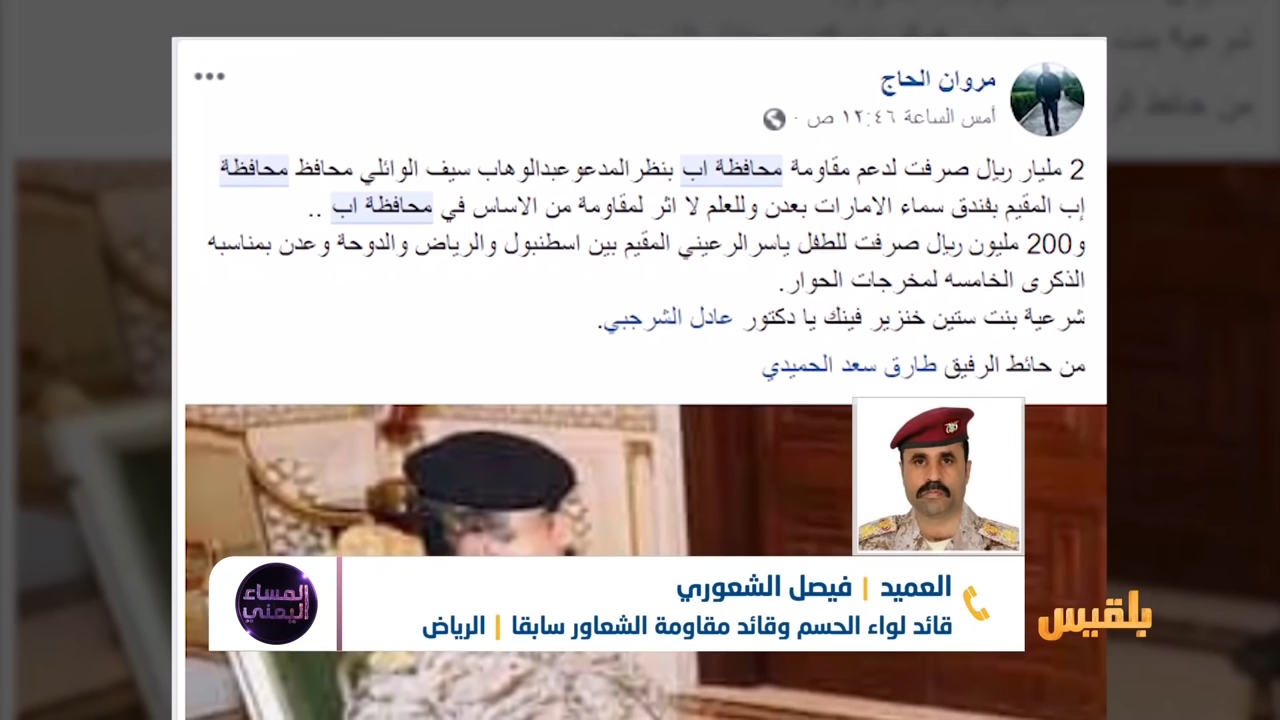 مروان الحاج
أمس الساعة ١٢:٤٦ ص ·
2 مليار ريال صرفت لدعم مقاومة محافظة اب بنظر المدعو عبدالوهاب سيف الوائلي محافظ محافظة
إب المقيم بفندق سماء الامارات بعدن وللعلم لا اثر لمقاومة من الاساس في محافظة اب ..
و200 مليون ريال صرفت للطفل ياسر الرعيني المقيم بين اسطنبول والرياض والدوحة وعدن بمناسبه
الذكرى الخامسه لمخرجات الحوار.
شرعية بنت ستين خنزير فينك يا دكتور عادل الشرجبي.
من حائط الرفيق طارق سعد الحميدي
العميد | فيصل الشعوري
قائد لواء الحسم وقائد مقاومة الشعاور سابقا | الرياض
المساء
اليمني
بلقيس